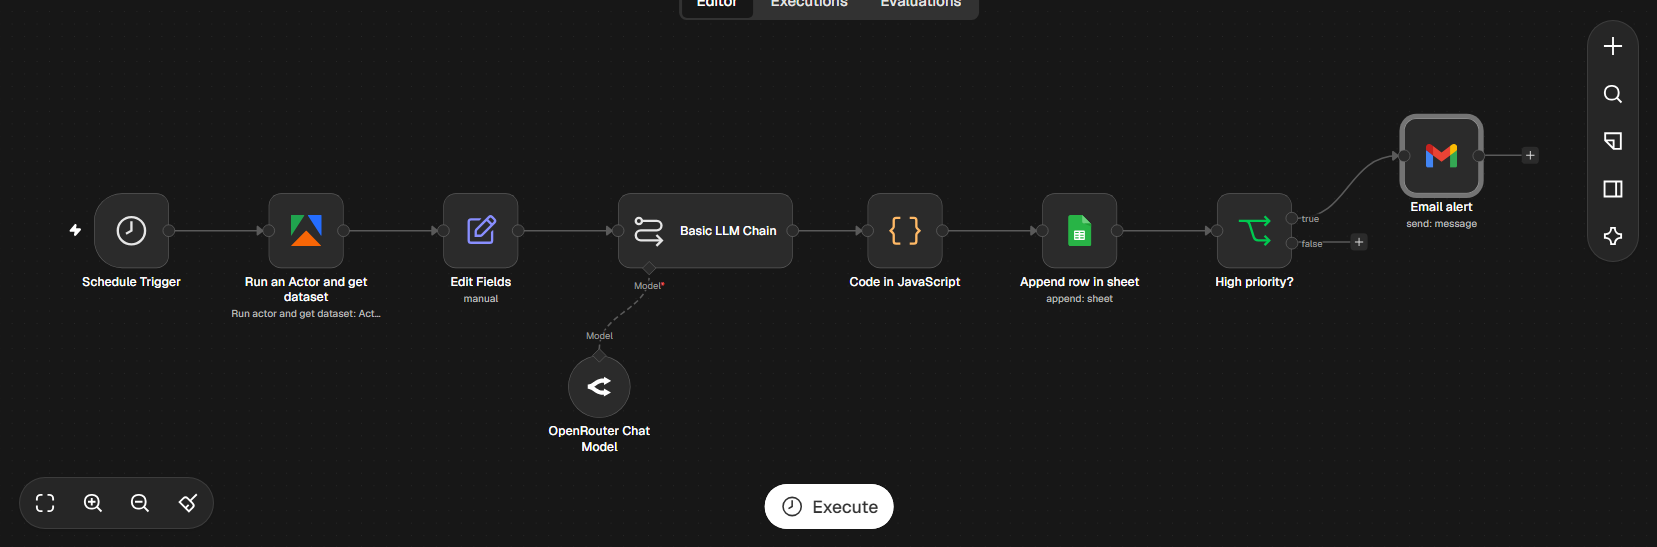 Editor Executions Evaluations
true
false
Email alert
send: message
Schedule Trigger
Run an Actor and get
dataset
Run actor and get dataset: Act...
Edit Fields
manual
Basic LLM Chain
Model*
Model
OpenRouter Chat
Model
Code in JavaScript
Append row in sheet
append: sheet
High priority?
Execute